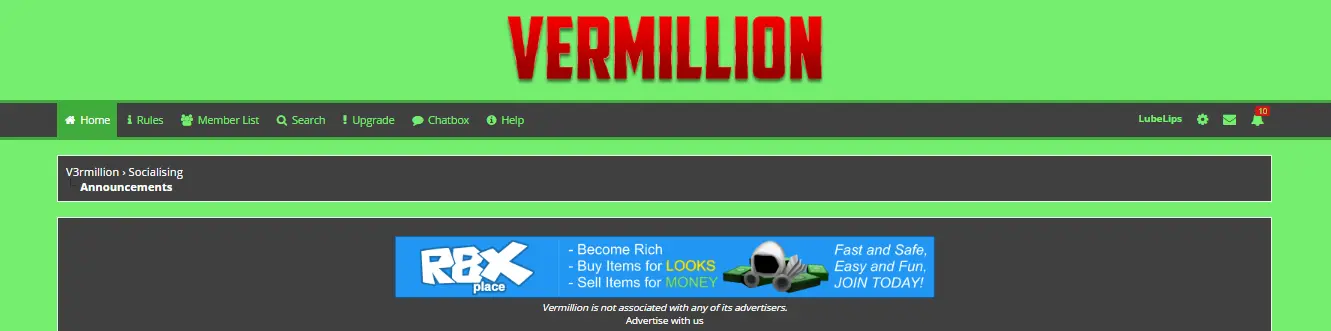 VERMILLION
Home Rules Member List Search Upgrade Chatbox Help LubeLips 10
V3rmillion › Socialising
Announcements
RBX place
- Become Rich
- Buy Items for LOOKS
- Sell Items for MONEY
Fast and Safe,
Easy and Fun,
JOIN TODAY!
Vermillion is not associated with any of its advertisers.
Advertise with us